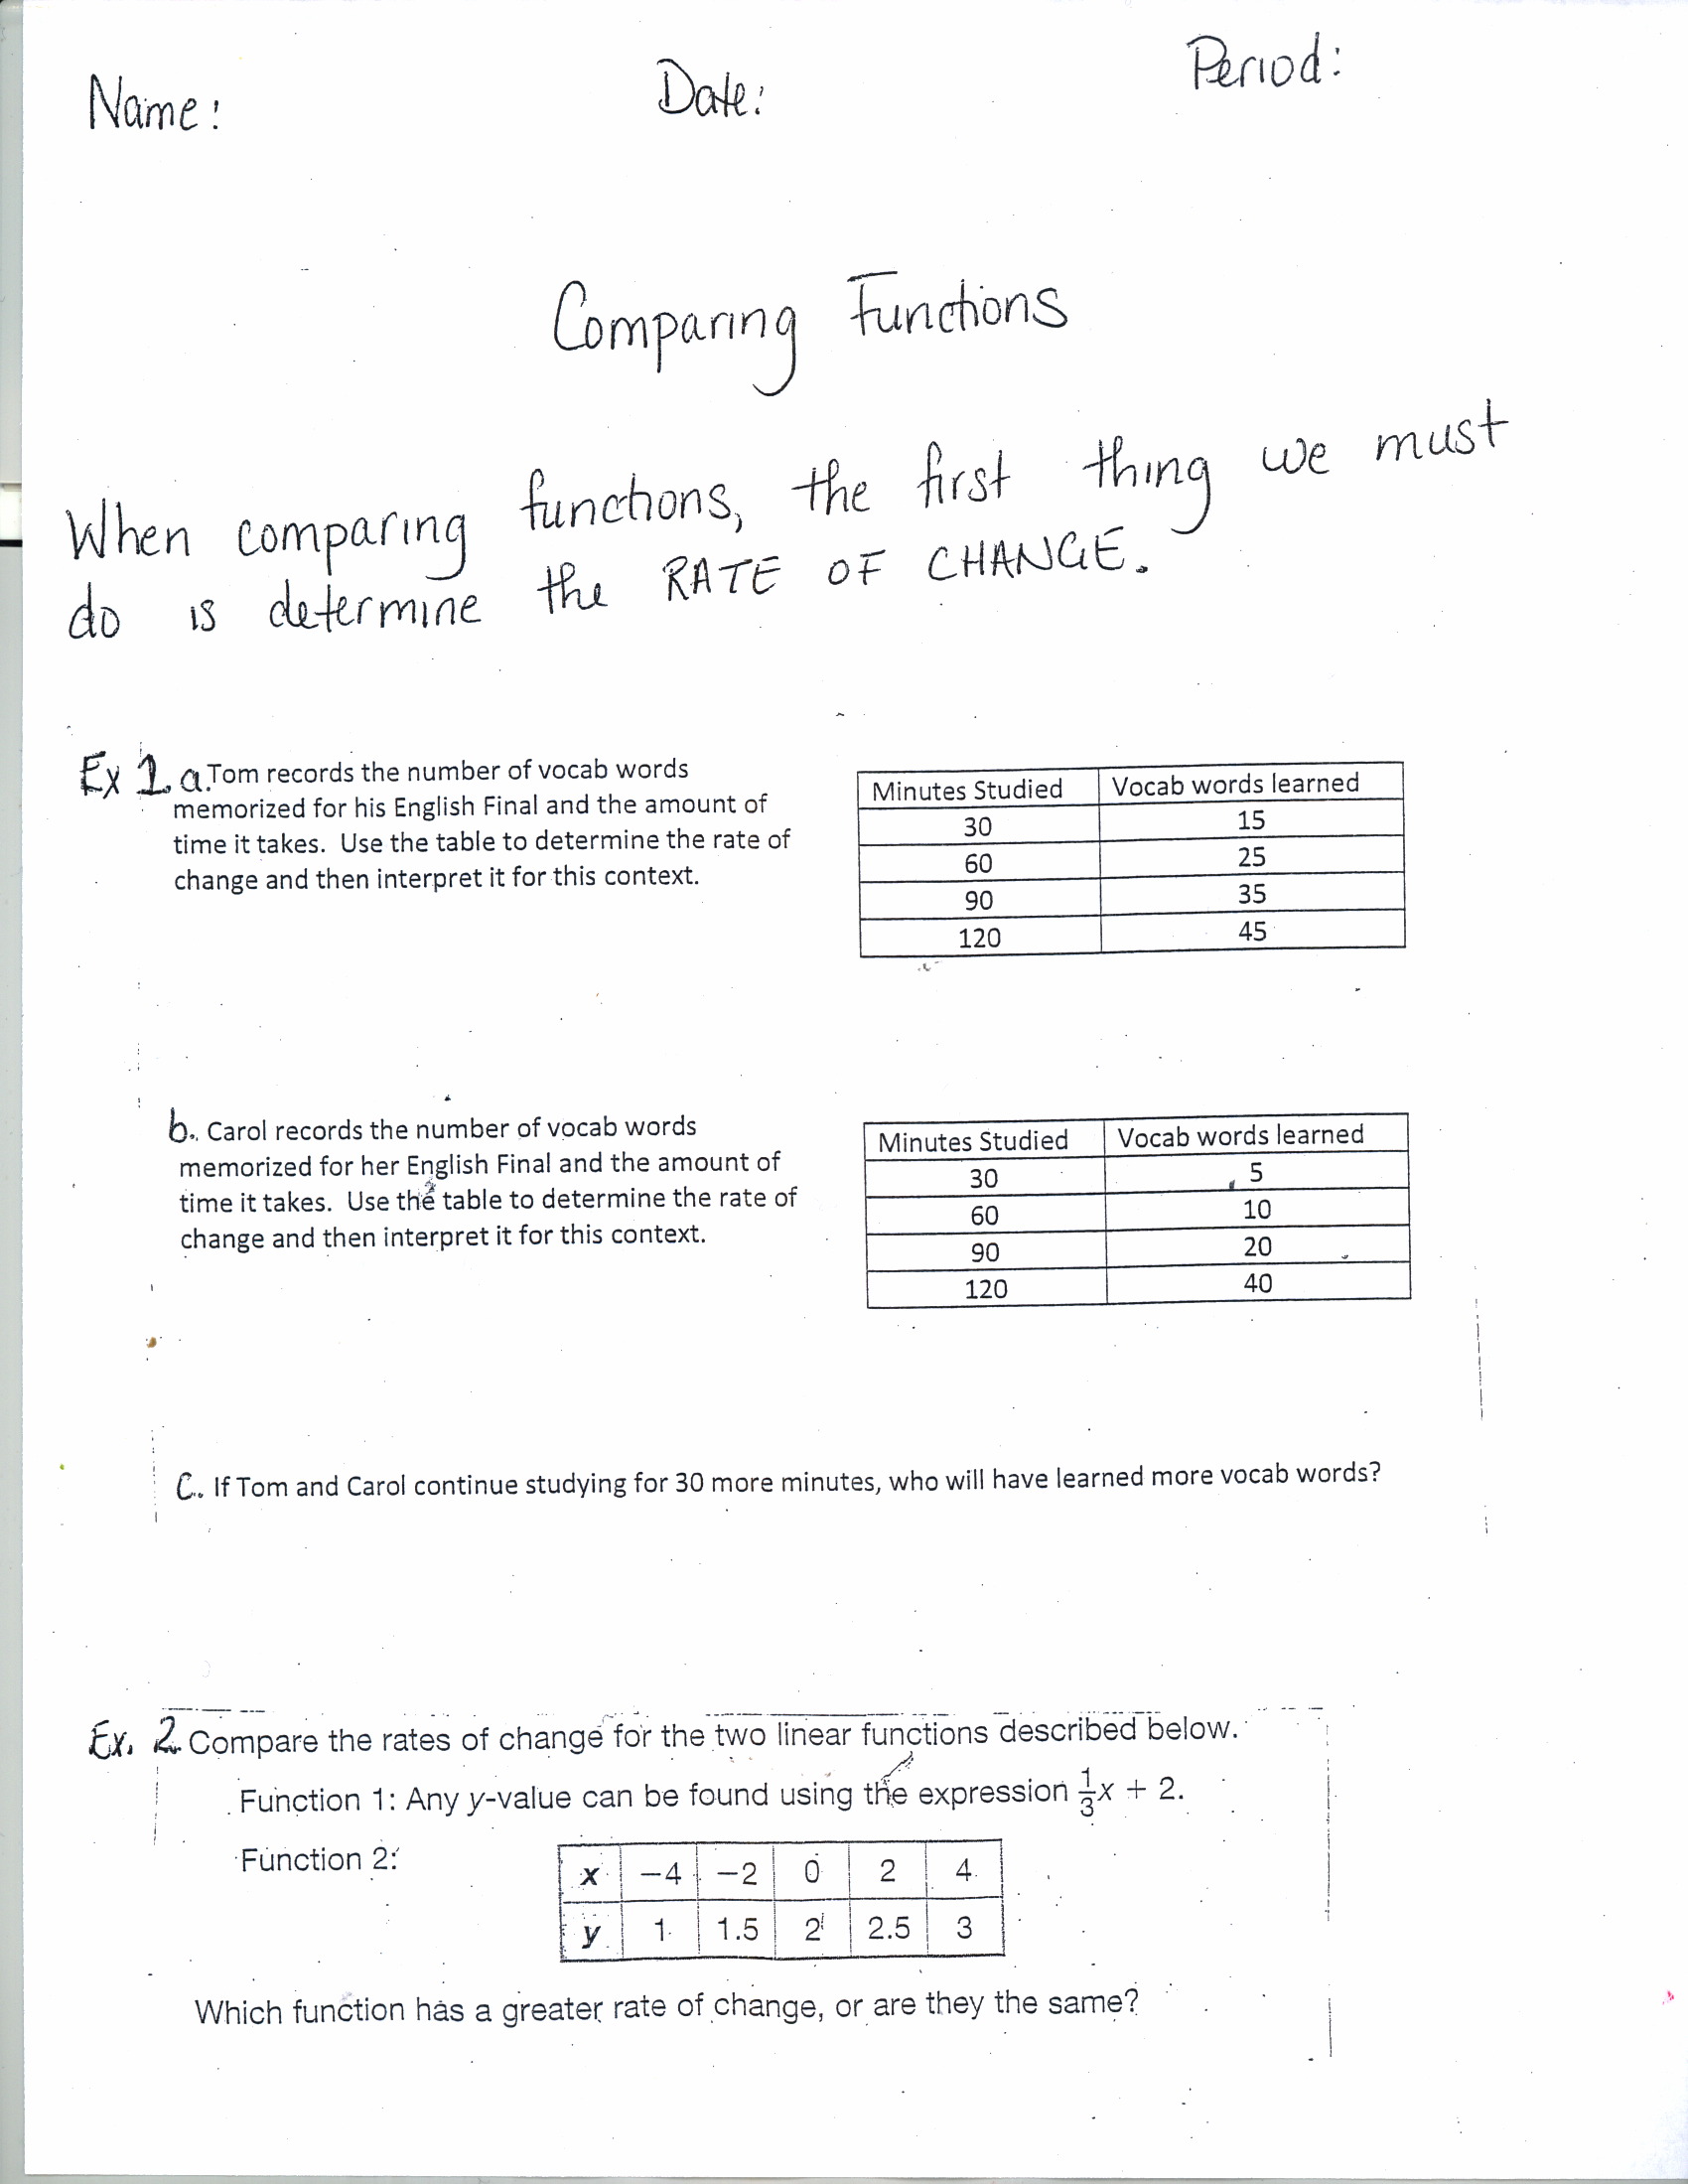 Name: Date: Period:
Comparing Functions
When comparing functions, the first thing we must
do is determine the RATE OF CHANGE.
Ex 1. a. Tom records the number of vocab words
memorized for his English Final and the amount of
time it takes. Use the table to determine the rate of
change and then interpret it for this context.
Minutes Studied Vocab words learned
30 15
60 25
90 35
120 45
b. Carol records the number of vocab words
memorized for her English Final and the amount of
time it takes. Use the table to determine the rate of
change and then interpret it for this context.
Minutes Studied Vocab words learned
30 5
60 10
90 20
120 40
C. If Tom and Carol continue studying for 30 more minutes, who will have learned more vocab words?
Ex. 2. Compare the rates of change for the two linear functions described below.
Function 1: Any y-value can be found using the expression 1/3x + 2.
Function 2:
x −4 −2 0 2 4
y 1 1.5 2 2.5 3
Which function has a greater rate of change, or are they the same?